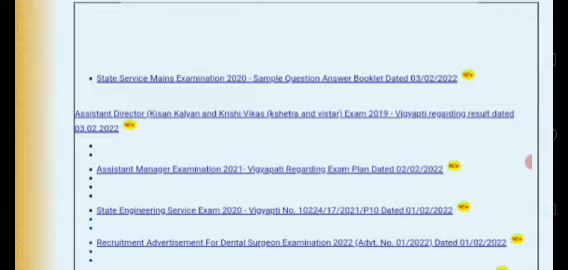 State Service Mains Examination 2020 - Sample Question Answer Booklet Dated 03/02/2022 NEW
Assistant Director (Kisan Kalyan and Krishi Vikas (kshetra and vistar) Exam 2019 - Vigyapti regarding result dated
03.02.2022 NEW
Assistant Manager Examination 2021- Vigyapati Regarding Exam Plan Dated 02/02/2022 NEW
State Engineering Service Exam 2020 - Vigyapti No. 10224/17/2021/P10 Dated 01/02/2022 NEW
Recruitment Advertisement For Dental Surgeon Examination 2022 (Advt. No. 01/2022) Dated 01/02/2022 NEW